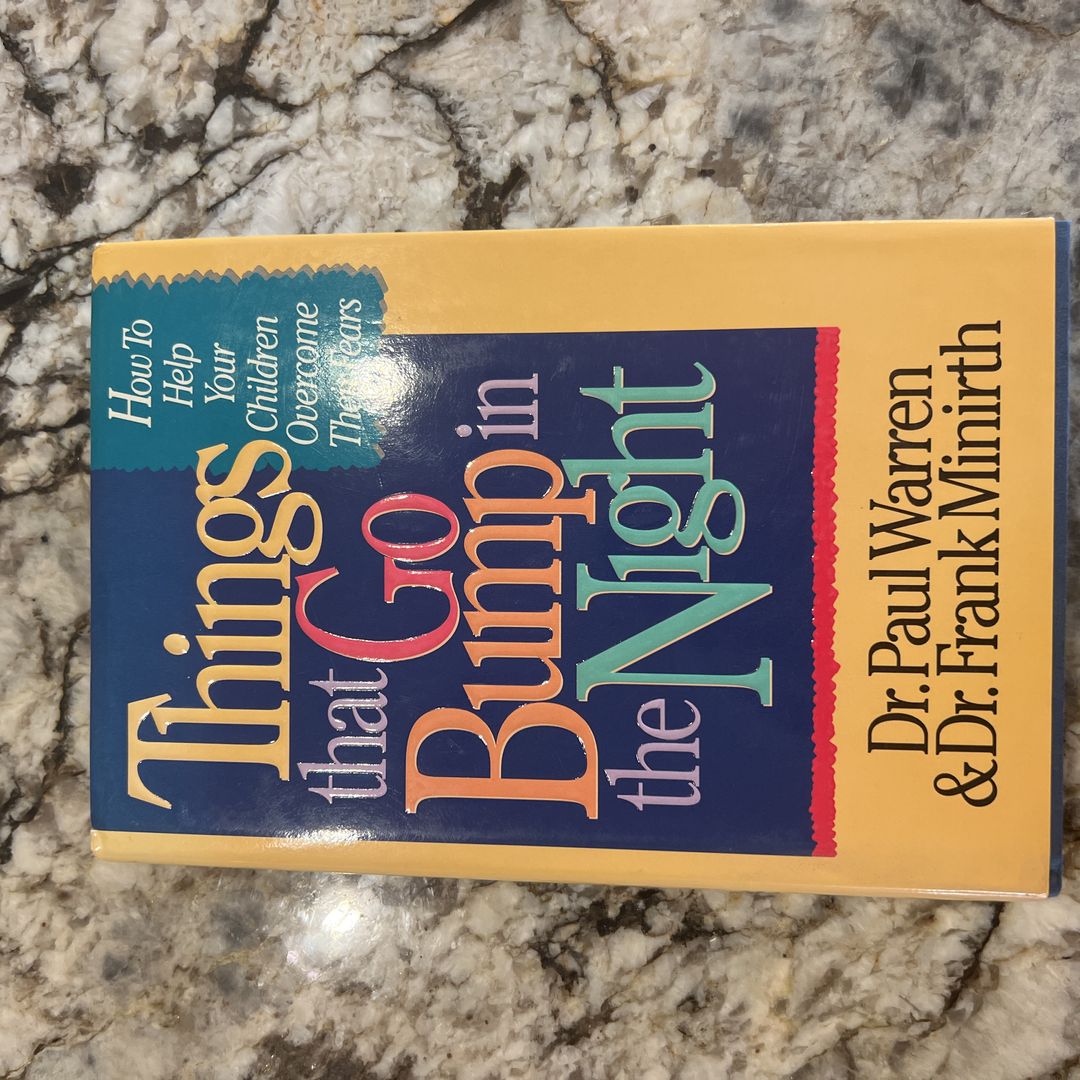 How To
Help
Your
Children
Overcome
Their Fears
Things
that Go
Bump in
the Night
Dr. Paul Warren
& Dr. Frank Minirth